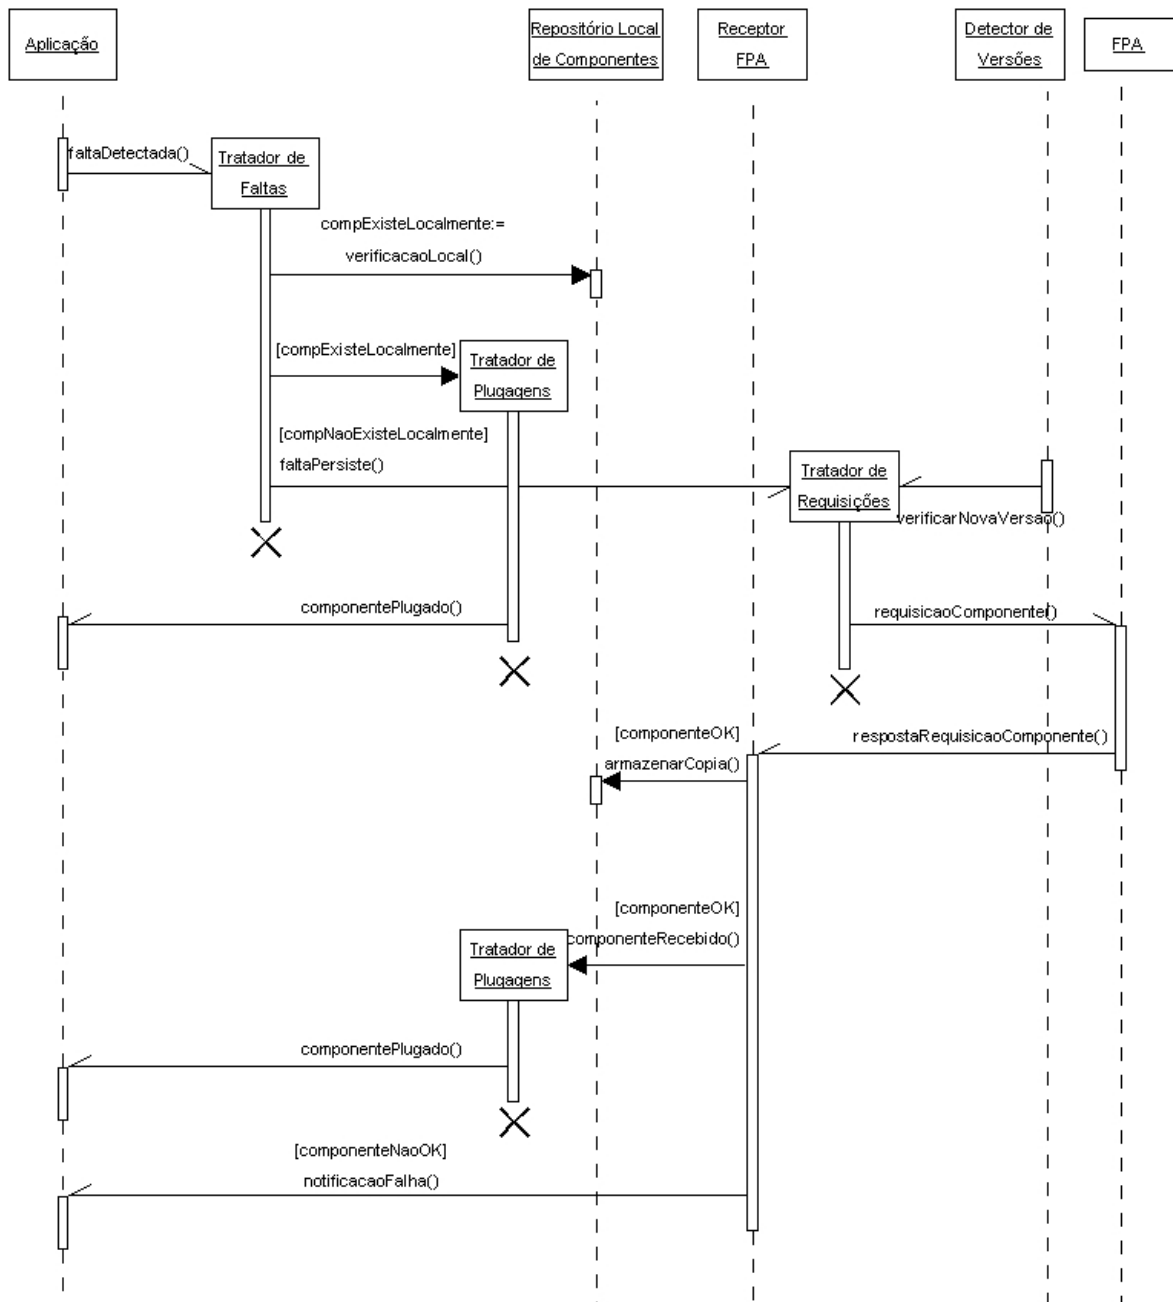 Aplicação
Repositório Local
de Componentes
Receptor
FPA
Detector de
Versões
FPA
faltaDetectada()
Tratador de
Faltas
compExisteLocalmente:=
verificacaoLocal()
[compExisteLocalmente]
Tratador de
Plugagens
[compNaoExisteLocalmente]
faltaPersiste()
Tratador de
Requisições
verificarNovaVersao()
componentePlugado()
requisicaoComponente()
[componenteOK]
armazenarCopia()
respostaRequisicaoComponente()
[componenteOK]
componenteRecebido()
Tratador de
Plugagens
componentePlugado()
[componenteNaoOK]
notificacaoFalha()